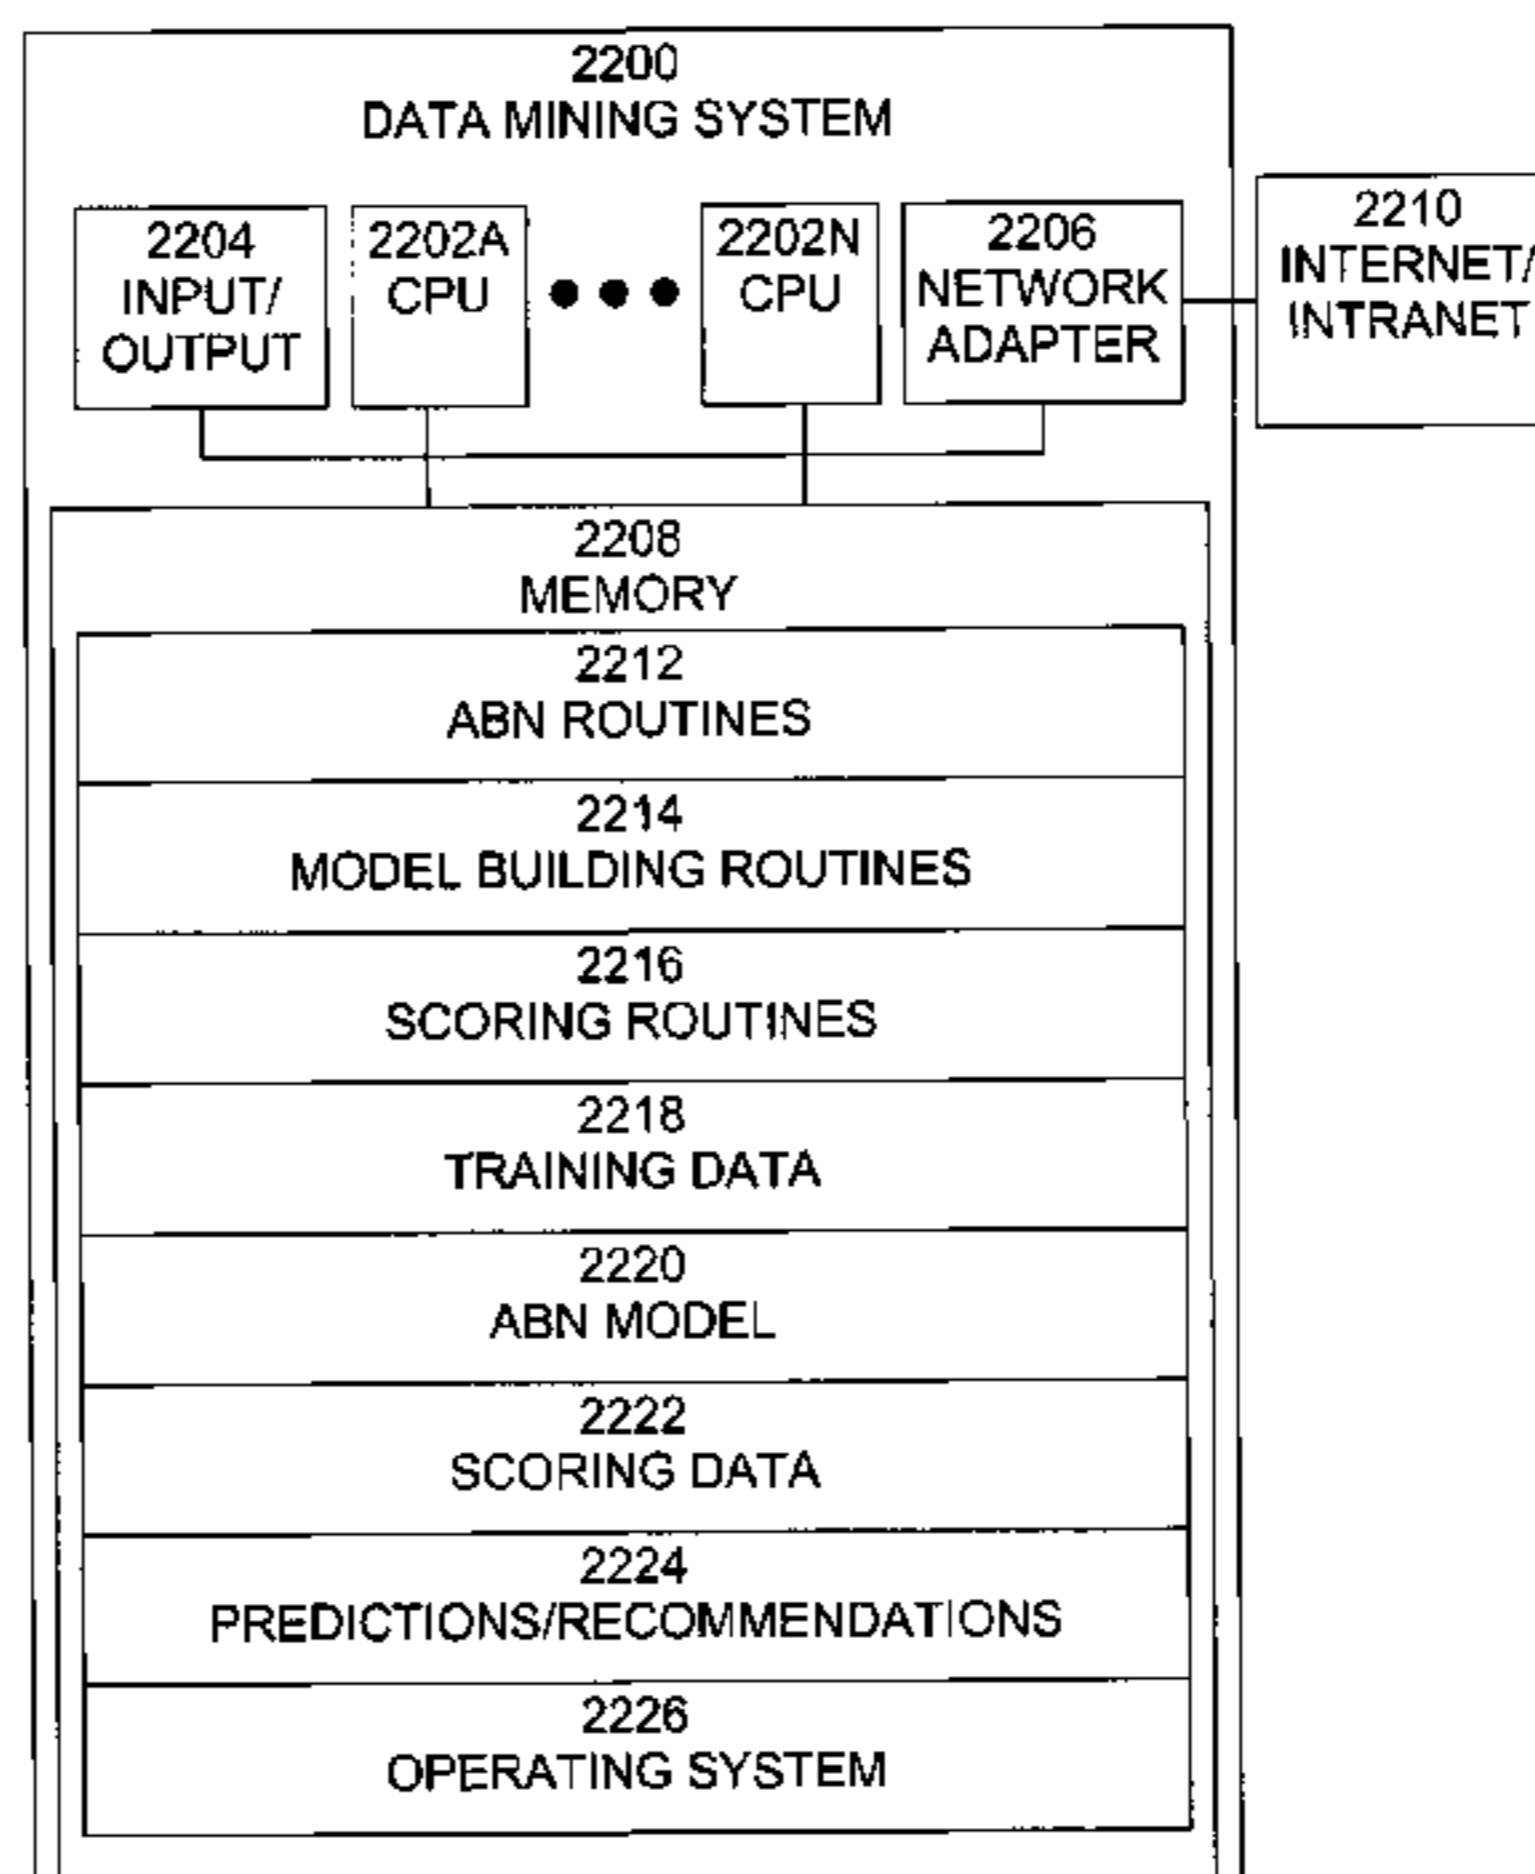 2200
DATA MINING SYSTEM
2204
INPUT/
OUTPUT
2202A
CPU
2202N
CPU
2206
NETWORK
ADAPTER
2210
INTERNET/
INTRANET
2208
MEMORY
2212
ABN ROUTINES
2214
MODEL BUILDING ROUTINES
2216
SCORING ROUTINES
2218
TRAINING DATA
2220
ABN MODEL
2222
SCORING DATA
2224
PREDICTIONS/RECOMMENDATIONS
2226
OPERATING SYSTEM